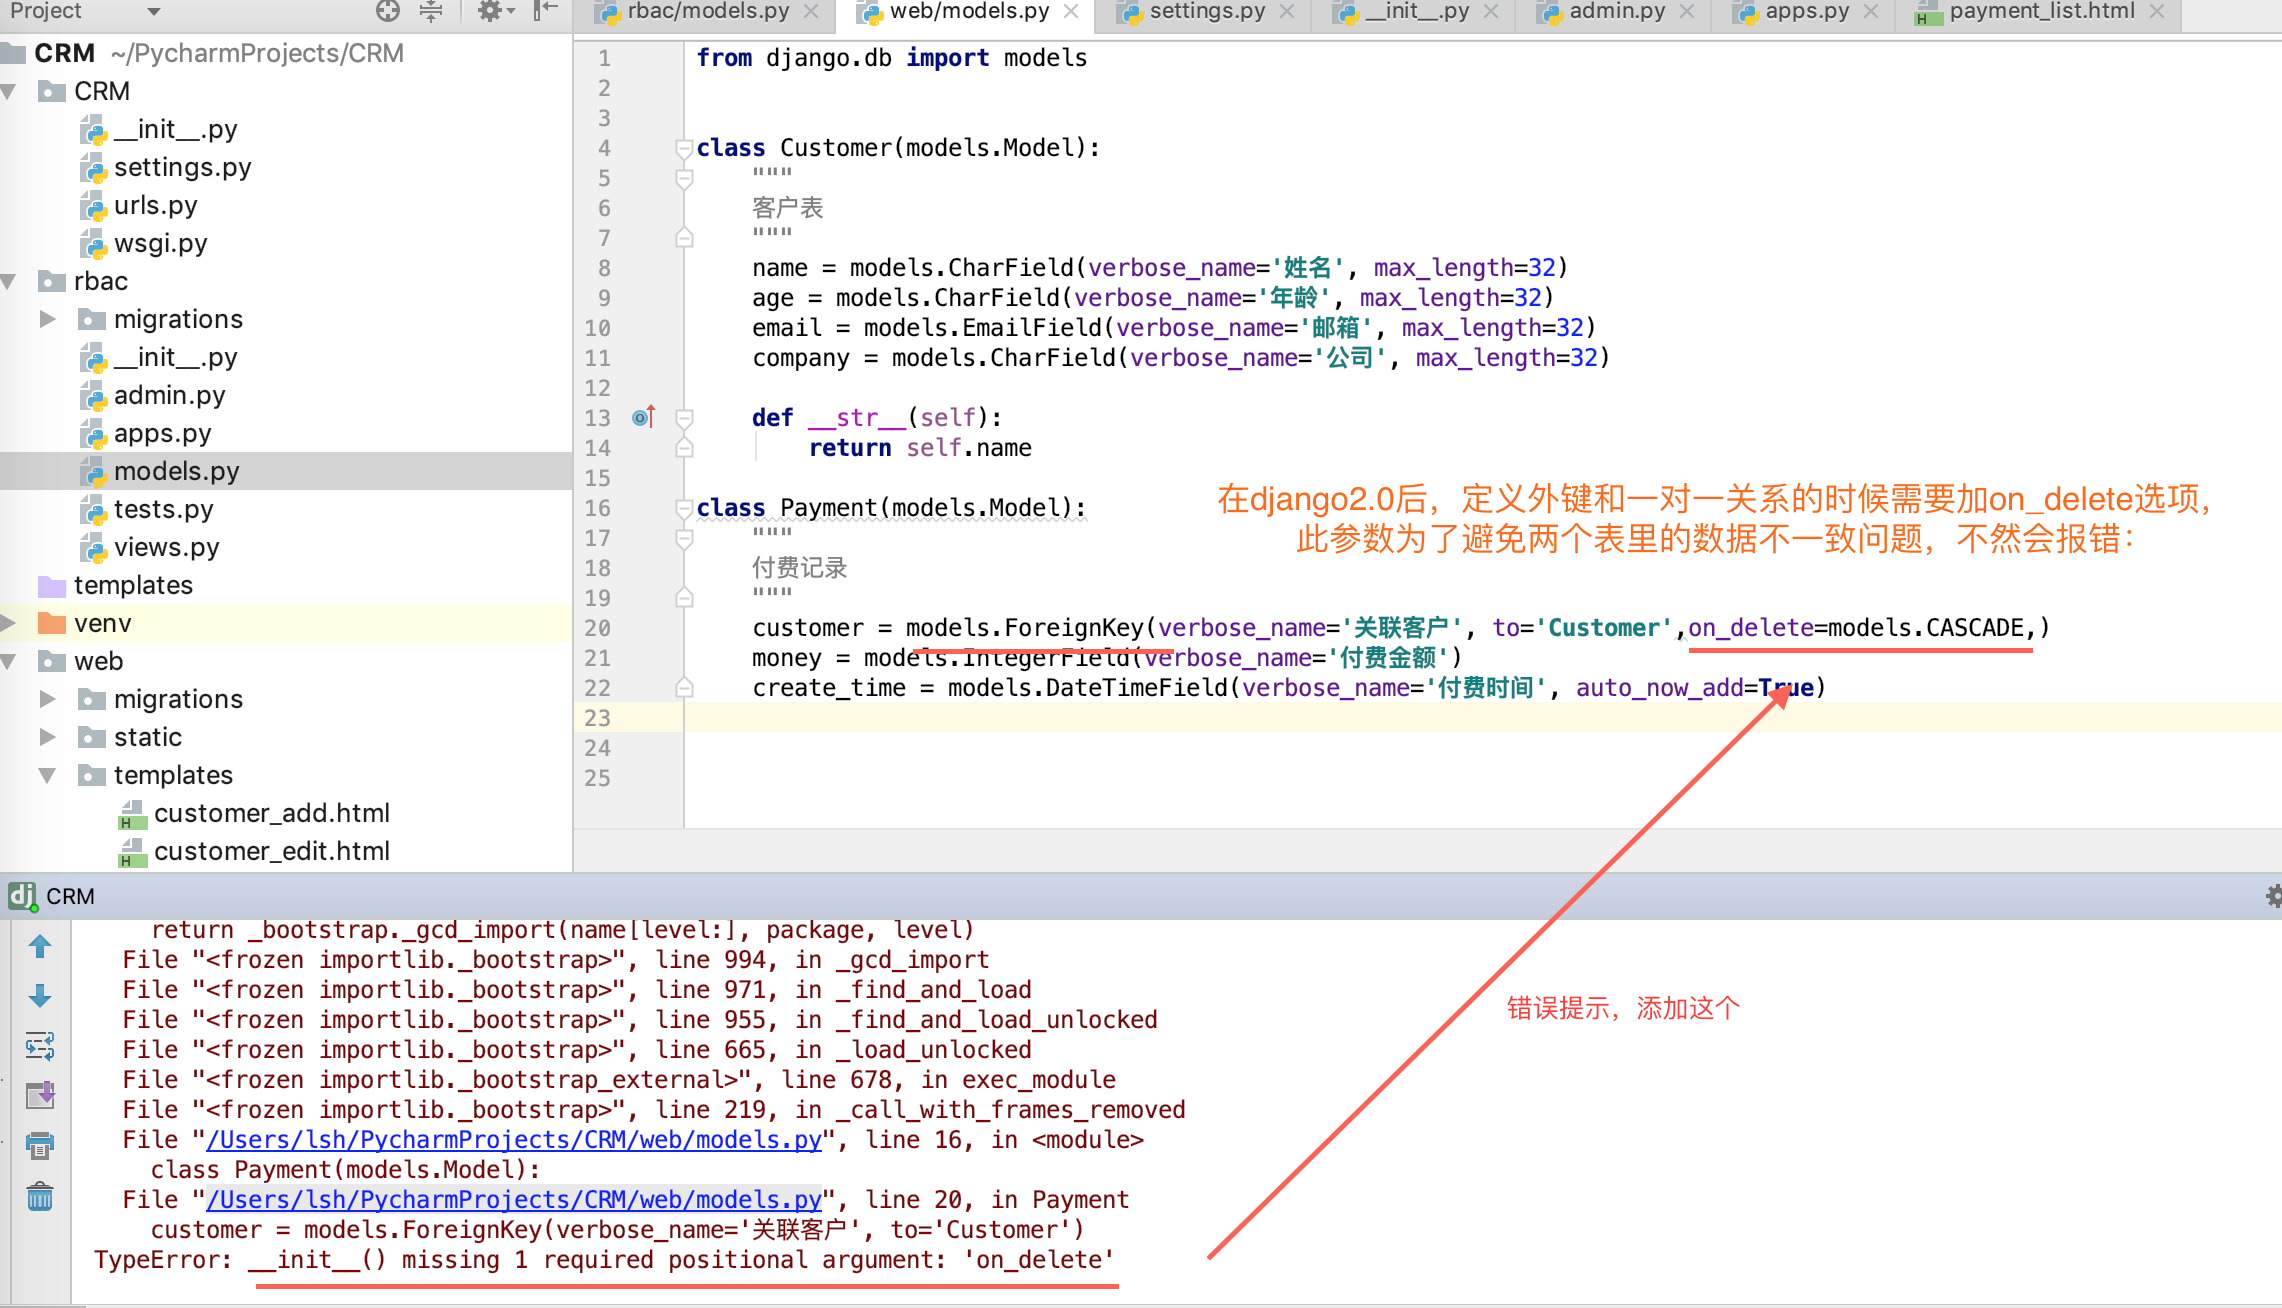 Project
rbac/models.py
web/models.py
settings.py
__init__.py
admin.py
apps.py
payment_list.html
CRM ~/PycharmProjects/CRM
CRM
__init__.py
settings.py
urls.py
wsgi.py
rbac
migrations
__init__.py
admin.py
apps.py
models.py
tests.py
views.py
templates
venv
web
migrations
static
templates
customer_add.html
customer_edit.html
1 from django.db import models
2
3
4 class Customer(models.Model):
5 """
6 客户表
7 """
8 name = models.CharField(verbose_name='姓名', max_length=32)
9 age = models.CharField(verbose_name='年龄', max_length=32)
10 email = models.EmailField(verbose_name='邮箱', max_length=32)
11 company = models.CharField(verbose_name='公司', max_length=32)
12
13 def __str__(self):
14 return self.name
15
16 class Payment(models.Model):
在django2.0后，定义外键和一对一关系的时候需要加on_delete选项，
此参数为了避免两个表里的数据不一致问题，不然会报错：
17 """
18 付费记录
19 """
20 customer = models.ForeignKey(verbose_name='关联客户', to='Customer',on_delete=models.CASCADE,)
21 money = models.IntegerField(verbose_name='付费金额')
22 create_time = models.DateTimeField(verbose_name='付费时间', auto_now_add=True)
23
24
25
dj CRM
return _bootstrap._gcd_import(name[level:], package, level)
File "<frozen importlib._bootstrap>", line 994, in _gcd_import
File "<frozen importlib._bootstrap>", line 971, in _find_and_load
File "<frozen importlib._bootstrap>", line 955, in _find_and_load_unlocked
File "<frozen importlib._bootstrap>", line 665, in _load_unlocked
File "<frozen importlib._bootstrap_external>", line 678, in exec_module
File "<frozen importlib._bootstrap>", line 219, in _call_with_frames_removed
File "/Users/lsh/PycharmProjects/CRM/web/models.py", line 16, in <module>
class Payment(models.Model):
File "/Users/lsh/PycharmProjects/CRM/web/models.py", line 20, in Payment
customer = models.ForeignKey(verbose_name='关联客户', to='Customer')
TypeError: __init__() missing 1 required positional argument: 'on_delete'
错误提示，添加这个